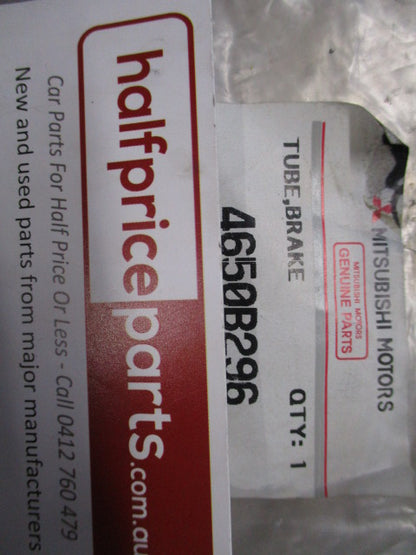 halfpriceparts.com.au
Car Parts For Half Price Or Less - Call 0412 760 479
New and used parts from major manufacturers
MITSUBISHI MOTORS
MITSUBISHI MOTORS
GENUINE PARTS
TUBE,BRAKE QTY: 1
4650B296